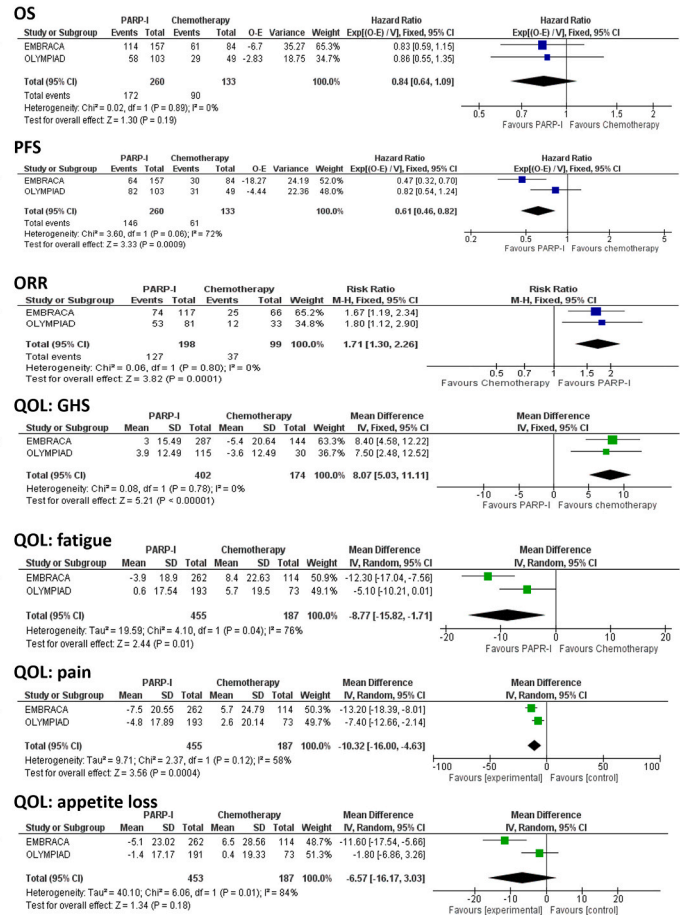 OS
PARP-I Chemotherapy Hazard Ratio Hazard Ratio
Study or Subgroup Events Total Events Total O-E Variance Weight Exp[(O-E) / V], Fixed, 95% CI Exp[(O-E) / V], Fixed, 95% CI
EMBRACA 114 157 61 84 -6.7 35.27 65.3% 0.83 [0.59, 1.15]
OLYMPIAD 58 103 29 49 -2.83 18.75 34.7% 0.86 [0.55, 1.35]
Total (95% CI) 260 133 100.0% 0.84 [0.64, 1.09]
Total events 172 90
Heterogeneity: Chi² = 0.02, df = 1 (P = 0.89); I² = 0%
Test for overall effect: Z = 1.30 (P = 0.19)
0.5 0.7 1 1.5 2
Favours PARP-I Favours Chemotherapy
PFS
PARP-I Chemotherapy Hazard Ratio Hazard Ratio
Study or Subgroup Events Total Events Total O-E Variance Weight Exp[(O-E) / V], Fixed, 95% CI Exp[(O-E) / V], Fixed, 95% CI
EMBRACA 64 157 30 84 -18.27 24.19 52.0% 0.47 [0.32, 0.70]
OLYMPIAD 82 103 31 49 -4.44 22.36 48.0% 0.82 [0.54, 1.24]
Total (95% CI) 260 133 100.0% 0.61 [0.46, 0.82]
Total events 146 61
Heterogeneity: Chi² = 3.60, df = 1 (P = 0.06); I² = 72%
Test for overall effect: Z = 3.33 (P = 0.0009)
0.2 0.5 1 2 5
Favours PARP-I Favours chemotherapy
ORR
PARP-I Chemotherapy Risk Ratio Risk Ratio
Study or Subgroup Events Total Events Total Weight M-H, Fixed, 95% CI M-H, Fixed, 95% CI
EMBRACA 74 117 25 66 65.2% 1.67 [1.19, 2.34]
OLYMPIAD 53 81 12 33 34.8% 1.80 [1.12, 2.90]
Total (95% CI) 198 99 100.0% 1.71 [1.30, 2.26]
Total events 127 37
Heterogeneity: Chi² = 0.06, df = 1 (P = 0.80); I² = 0%
Test for overall effect: Z = 3.82 (P = 0.0001)
0.5 0.7 1 1.5 2
Favours Chemotherapy Favours PARP-I
QOL: GHS
PARP-I Chemotherapy Mean Difference Mean Difference
Study or Subgroup Mean SD Total Mean SD Total Weight IV, Fixed, 95% CI IV, Fixed, 95% CI
EMBRACA 3 15.49 287 -5.4 20.64 144 63.3% 8.40 [4.58, 12.22]
OLYMPIAD 3.9 12.49 115 -3.6 12.49 30 36.7% 7.50 [2.48, 12.52]
Total (95% CI) 402 174 100.0% 8.07 [5.03, 11.11]
Heterogeneity: Chi² = 0.08, df = 1 (P = 0.78); I² = 0%
Test for overall effect: Z = 5.21 (P < 0.00001)
-10 -5 0 5 10
Favours PARP-I Favours chemotherapy
QOL: fatigue
PARP-I Chemotherapy Mean Difference Mean Difference
Study or Subgroup Mean SD Total Mean SD Total Weight IV, Random, 95% CI IV, Random, 95% CI
EMBRACA -3.9 18.9 262 8.4 22.63 114 50.9% -12.30 [-17.04, -7.56]
OLYMPIAD 0.6 17.54 193 5.7 19.5 73 49.1% -5.10 [-10.21, 0.01]
Total (95% CI) 455 187 100.0% -8.77 [-15.82, -1.71]
Heterogeneity: Tau² = 19.59; Chi² = 4.10, df = 1 (P = 0.04); I² = 76%
Test for overall effect: Z = 2.44 (P = 0.01)
-20 -10 0 10 20
Favours PAPR-I Favours Chemotherapy
QOL: pain
PARP-I Chemotherapy Mean Difference Mean Difference
Study or Subgroup Mean SD Total Mean SD Total Weight IV, Random, 95% CI IV, Random, 95% CI
EMBRACA -7.5 20.55 262 5.7 24.79 114 50.3% -13.20 [-18.39, -8.01]
OLYMPIAD -4.8 17.89 193 2.6 20.14 73 49.7% -7.40 [-12.66, -2.14]
Total (95% CI) 455 187 100.0% -10.32 [-16.00, -4.63]
Heterogeneity: Tau² = 9.71; Chi² = 2.37, df = 1 (P = 0.12); I² = 58%
Test for overall effect: Z = 3.56 (P = 0.0004)
-100 -50 0 50 100
Favours [experimental] Favours [control]
QOL: appetite loss
PARP-I Chemotherapy Mean Difference Mean Difference
Study or Subgroup Mean SD Total Mean SD Total Weight IV, Random, 95% CI IV, Random, 95% CI
EMBRACA -5.1 23.02 262 6.5 28.56 114 48.7% -11.60 [-17.54, -5.66]
OLYMPIAD -1.4 17.17 191 0.4 19.33 73 51.3% -1.80 [-6.86, 3.26]
Total (95% CI) 453 187 100.0% -6.57 [-16.17, 3.03]
Heterogeneity: Tau² = 40.10; Chi² = 6.06, df = 1 (P = 0.01); I² = 84%
Test for overall effect: Z = 1.34 (P = 0.18)
-20 -10 0 10 20
Favours [experimental] Favours [control]